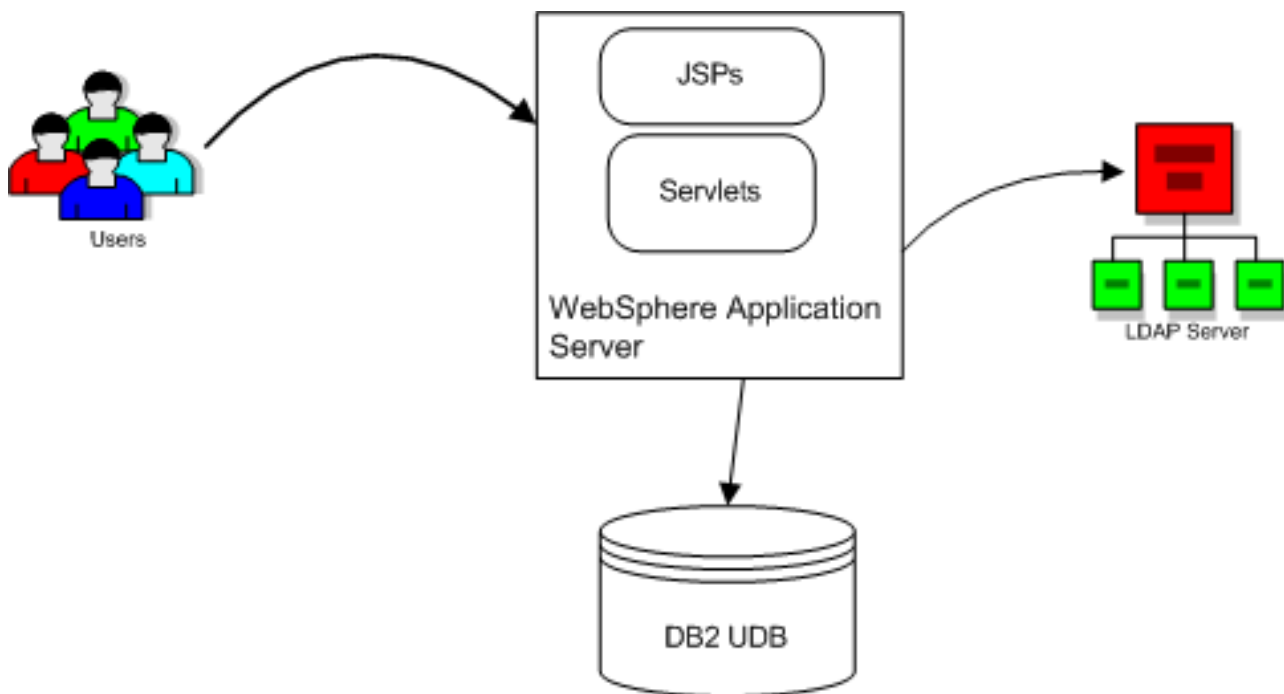 JSPs
Servlets
Users
WebSphere Application
Server
LDAP Server
DB2 UDB